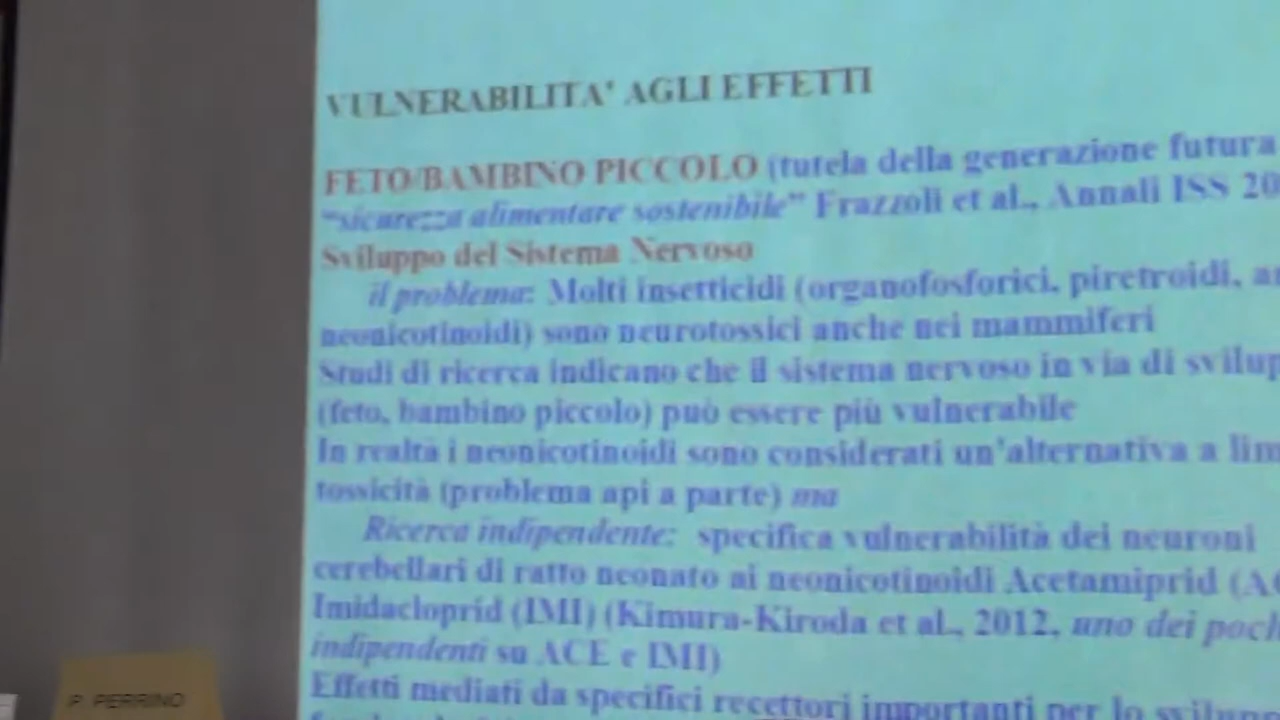 VULNERABILITA' AGLI EFFETTI
FETO/BAMBINO PICCOLO (tutela della generazione futura
“sicurezza alimentare sostenibile” Frazzoli et al., Annali ISS 20
Sviluppo del Sistema Nervoso
il problema: Molti insetticidi (organofosforici, piretroidi,
neonicotinoidi) sono neurotossici anche nei mammiferi
Studi di ricerca indicano che il sistema nervoso in via di svilup
(feto, bambino piccolo) può essere più vulnerabile
In realtà i neonicotinoidi sono considerati un'alternativa a lim
tossicità (problema api a parte) ma
Ricerca indipendente: specifica vulnerabilità dei neuroni
cerebellari di ratto neonato ai neonicotinoidi Acetamiprid
Imidacloprid (IMI) (Kimura-Kiroda et al., 2012, uno dei poch
indipendenti su ACE e IMI)
Effetti mediati da specifici recettori importanti per lo svilupp
P. PERRINO